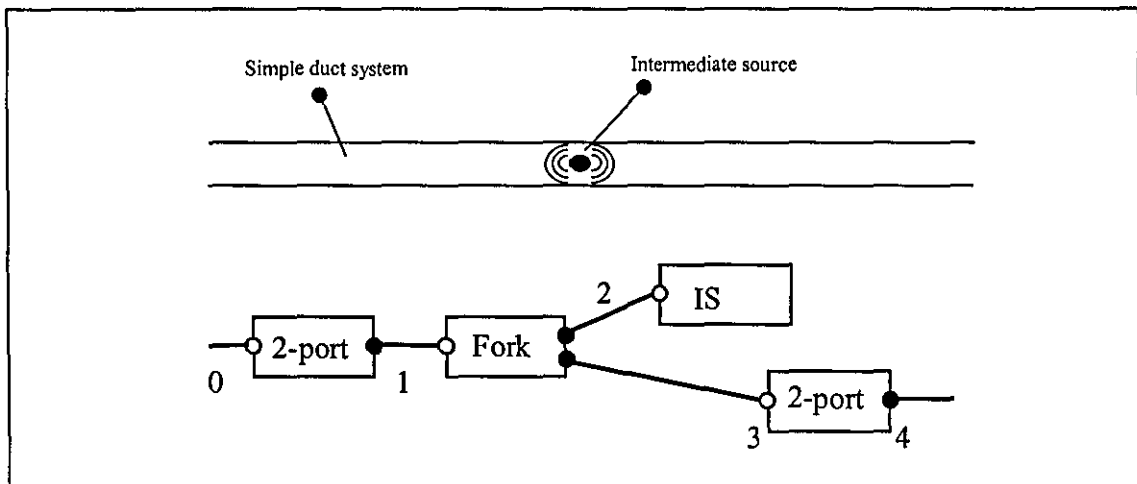 Simple duct system
Intermediate source
2
IS
2-port
Fork
0
1
2-port
3
4